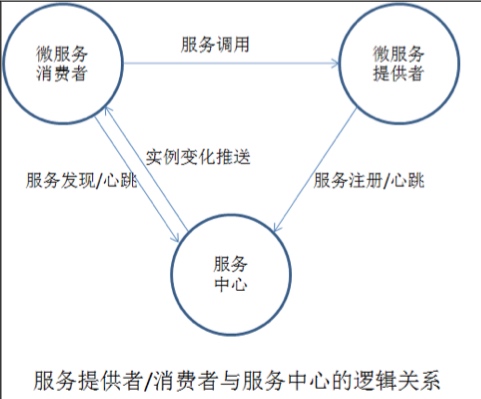 微服务
消费者
服务调用
微服务
提供者
实例变化推送
服务发现/心跳
服务注册/心跳
服务
中心
服务提供者/消费者与服务中心的逻辑关系